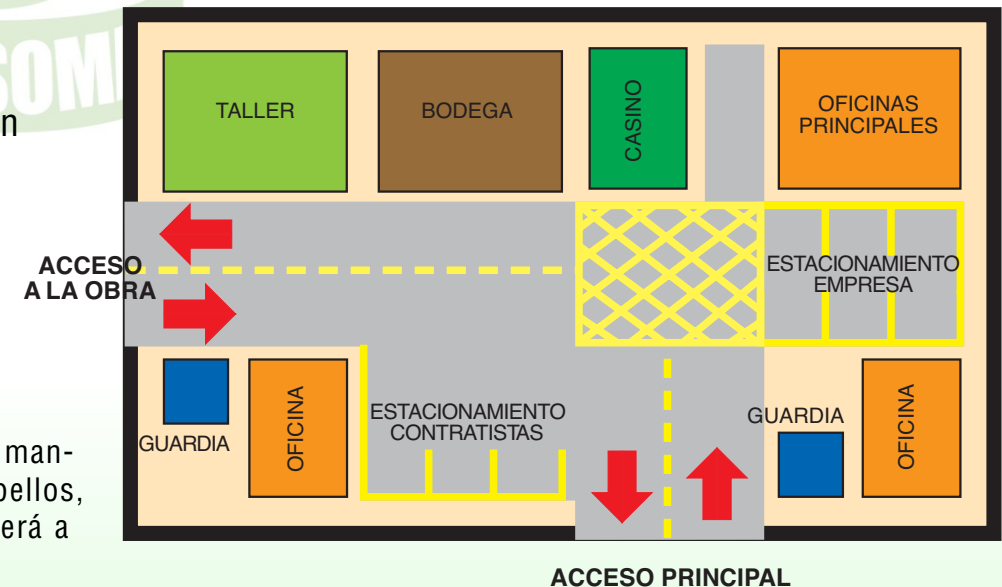 SOM
n
man-
bellos,
erá a
TALLER
BODEGA
CASINO
OFICINAS
PRINCIPALES
ACCESO
A LA OBRA
ESTACIONAMIENTO
EMPRESA
GUARDIA
OFICINA
ESTACIONAMIENTO
CONTRATISTAS
GUARDIA
OFICINA
ACCESO PRINCIPAL